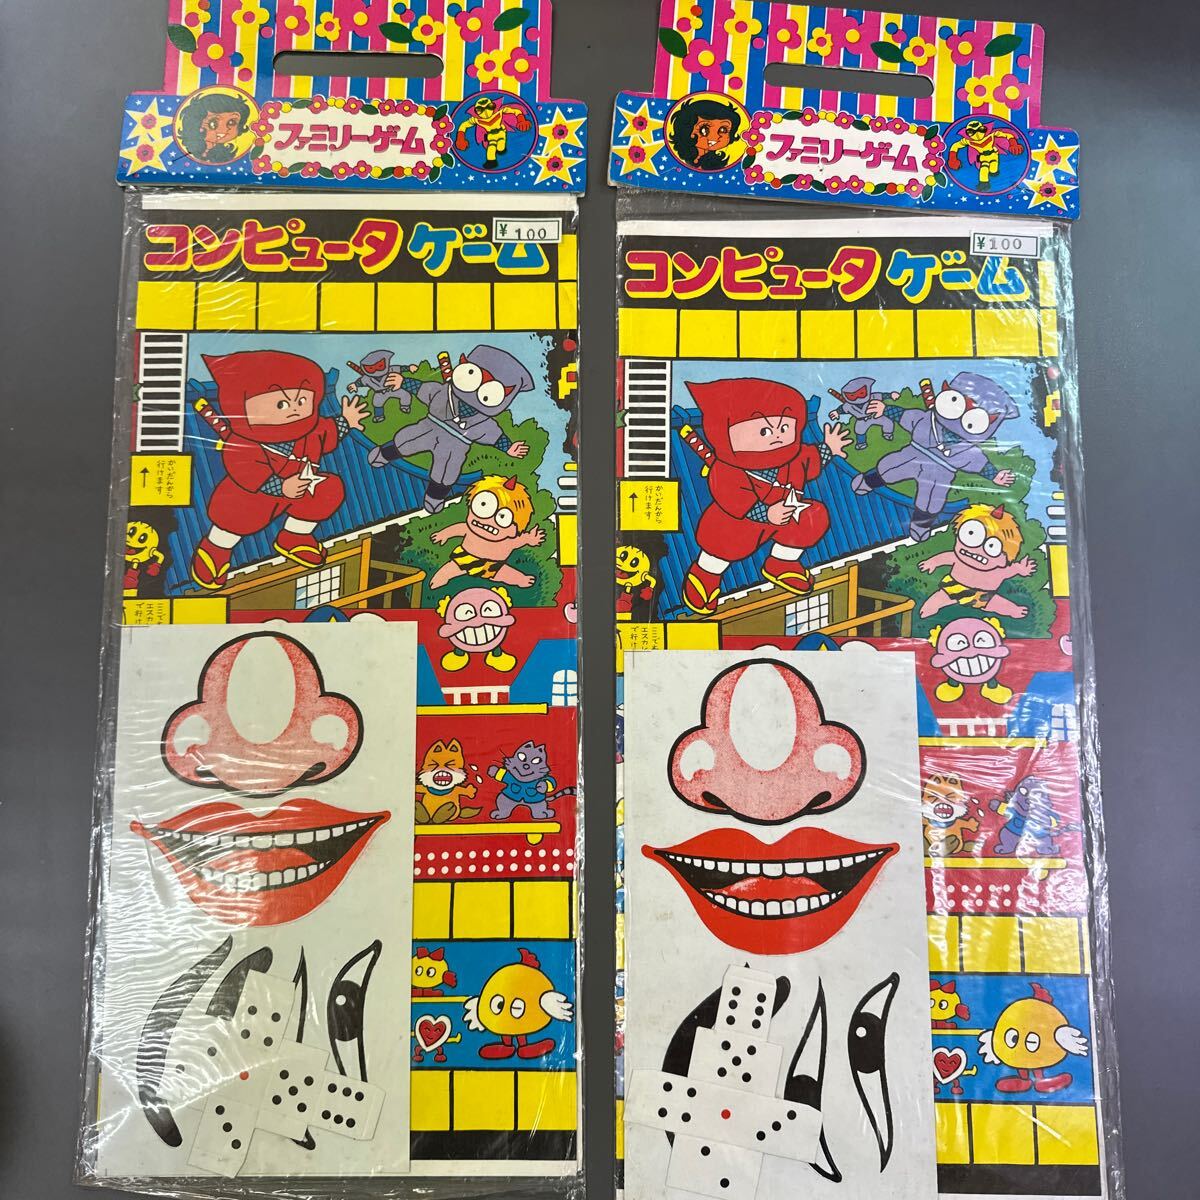 ファミリーゲーム
コンピュータゲーム
¥100
かいだんから
行けます
ファミリーゲーム
コンピュータゲーム
¥100
かいだんから
行けます